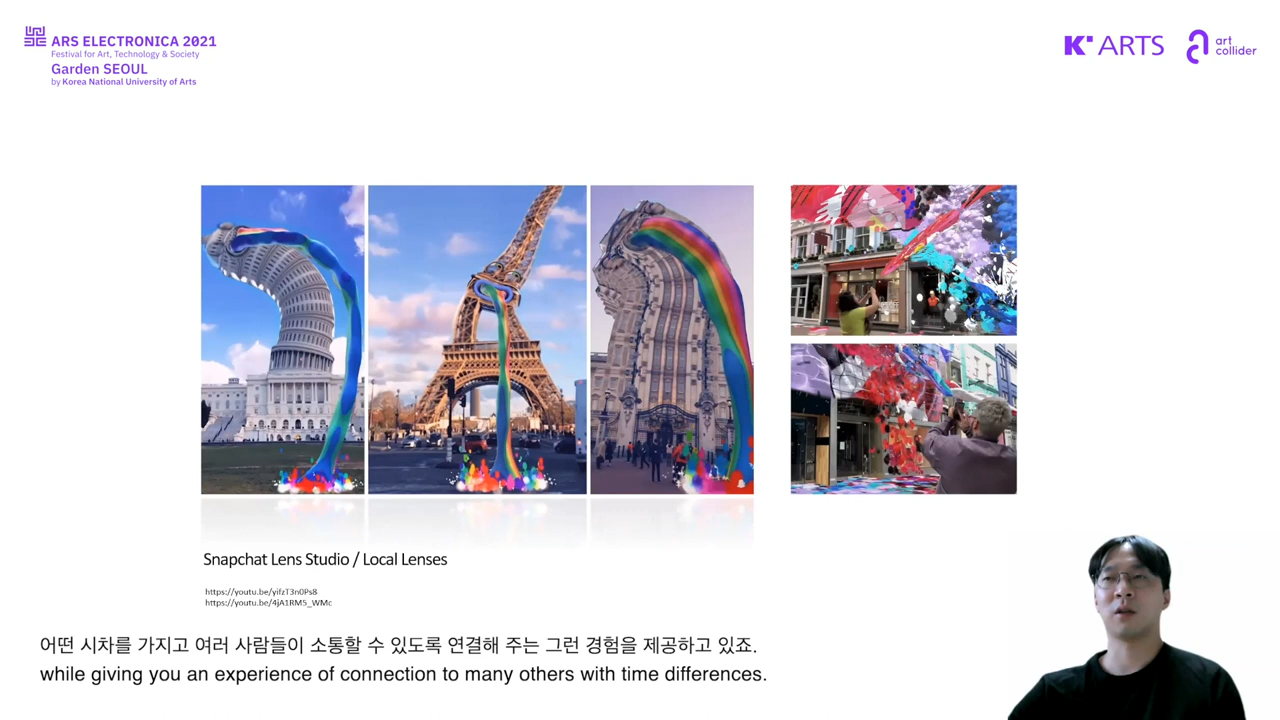 ARS ELECTRONICA 2021
Festival for Art, Technology & Society
Garden SEOUL
by Korea National University of Arts
K' ARTS
art
collider
Snapchat Lens Studio / Local Lenses
https://youtu.be/yifzT3n0Ps8
https://youtu.be/4jA1RM5_WMc
어떤 시차를 가지고 여러 사람들이 소통할 수 있도록 연결해 주는 그런 경험을 제공하고 있죠.
while giving you an experience of connection to many others with time differences.